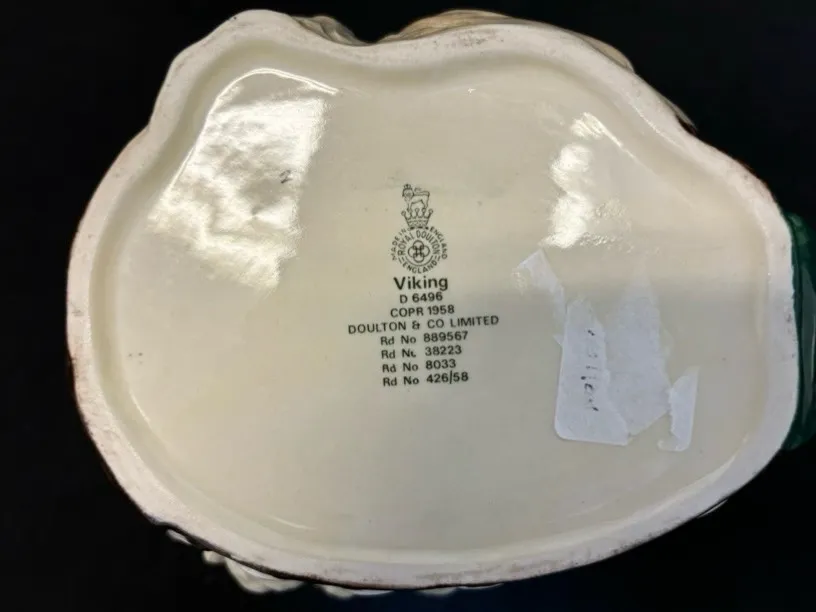 MADE IN ENGLAND
ROYAL DOULTON
ENGLAND
Viking
D 6496
COPR 1958
DOULTON & CO LIMITED
Rd No 889567
Rd No 38223
Rd No 8033
Rd No 426/58